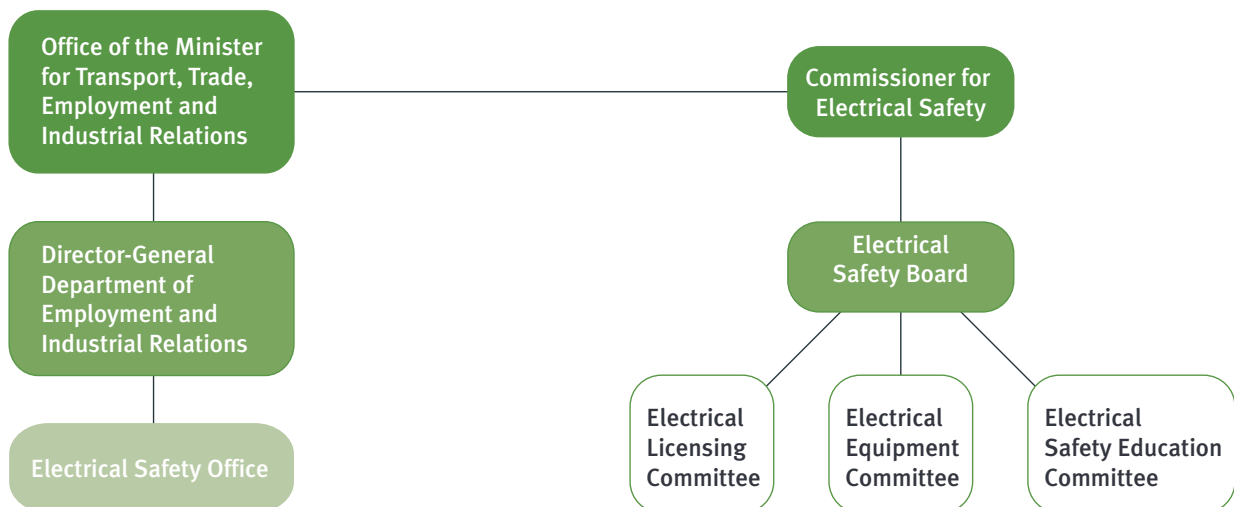 Office of the Minister
for Transport, Trade,
Employment and
Industrial Relations
Commissioner for
Electrical Safety
Director-General
Department of
Employment and
Industrial Relations
Electrical
Safety Board
Electrical Safety Office
Electrical
Licensing
Committee
Electrical
Equipment
Committee
Electrical
Safety Education
Committee